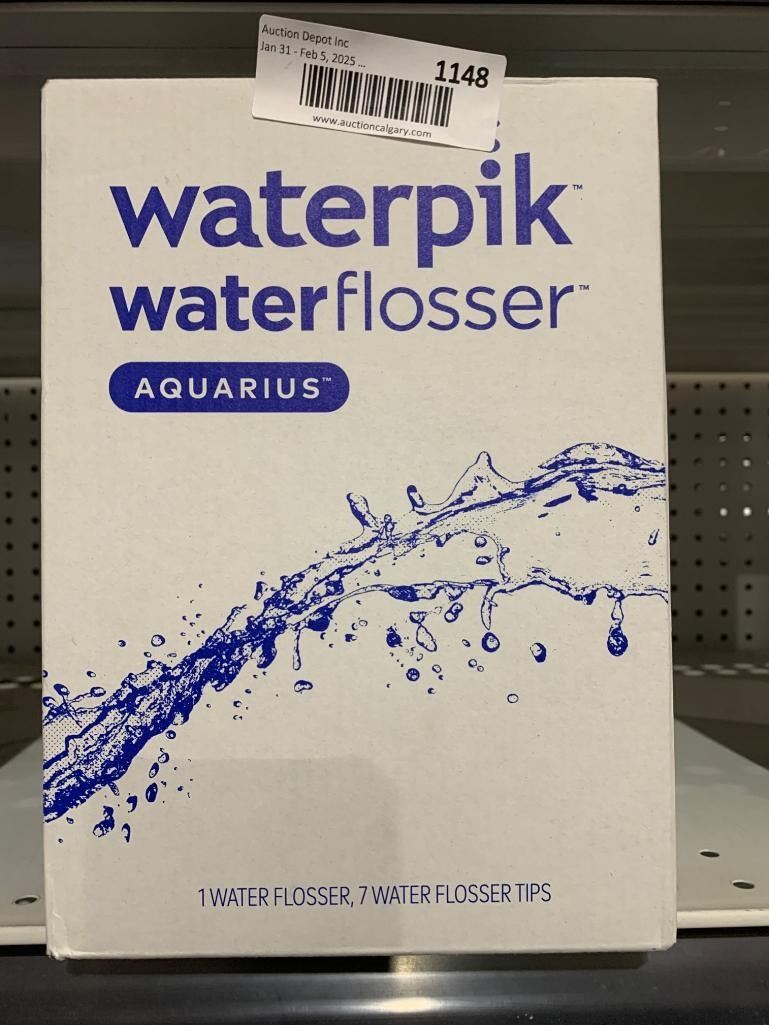 Auction Depot Inc
Jan 31 - Feb 5, 2025 ...
1148
www.auctioncalgary.com
waterpik™
waterflosser™
AQUARIUS™
1 WATER FLOSSER, 7 WATER FLOSSER TIPS